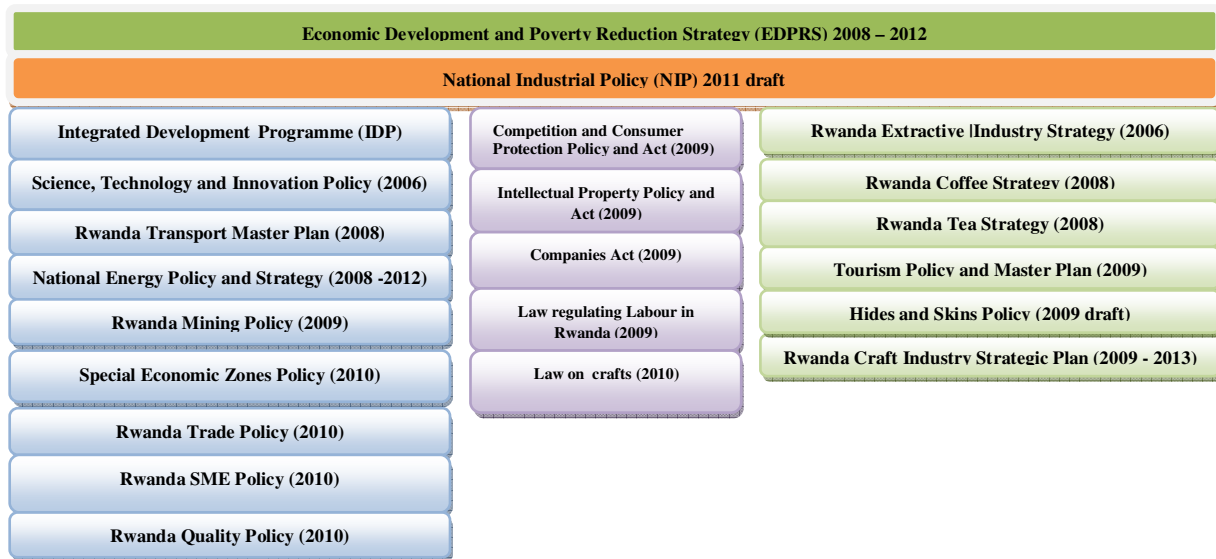 Economic Development and Poverty Reduction Strategy (EDPRS) 2008 – 2012
National Industrial Policy (NIP) 2011 draft
Integrated Development Programme (IDP)
Science, Technology and Innovation Policy (2006)
Rwanda Transport Master Plan (2008)
National Energy Policy and Strategy (2008 -2012)
Rwanda Mining Policy (2009)
Special Economic Zones Policy (2010)
Rwanda Trade Policy (2010)
Rwanda SME Policy (2010)
Rwanda Quality Policy (2010)
Competition and Consumer
Protection Policy and Act (2009)
Intellectual Property Policy and
Act (2009)
Companies Act (2009)
Law regulating Labour in
Rwanda (2009)
Law on crafts (2010)
Rwanda Extractive |Industry Strategy (2006)
Rwanda Coffee Strategy (2008)
Rwanda Tea Strategy (2008)
Tourism Policy and Master Plan (2009)
Hides and Skins Policy (2009 draft)
Rwanda Craft Industry Strategic Plan (2009 - 2013)